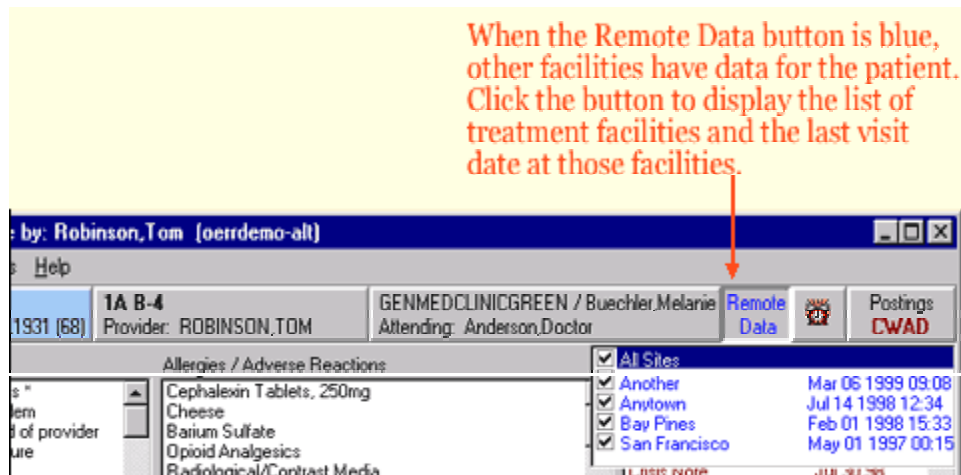 When the Remote Data button is blue,
other facilities have data for the patient.
Click the button to display the list of
treatment facilities and the last visit
date at those facilities.
by: Robinson,Tom (oerrdemo-alt)
Help
1A B-4
GENMEDCLINICGREEN / Buechler,Melanie
Remote
Postings
1931 (68)
Provider: ROBINSON,TOM
Attending: Anderson,Doctor
Data
CWAD
Allergies / Adverse Reactions
All Sites
Cephalexin Tablets, 250mg
Another Mar 06 1999 09:08
Cheese
Anytown Jul 14 1998 12:34
d of provider
Barium Sulfate
Bay Pines Feb 01 1998 15:33
Opioid Analgesics
San Francisco May 01 1997 00:15
Radiological/Contrast Media
Crisis Note